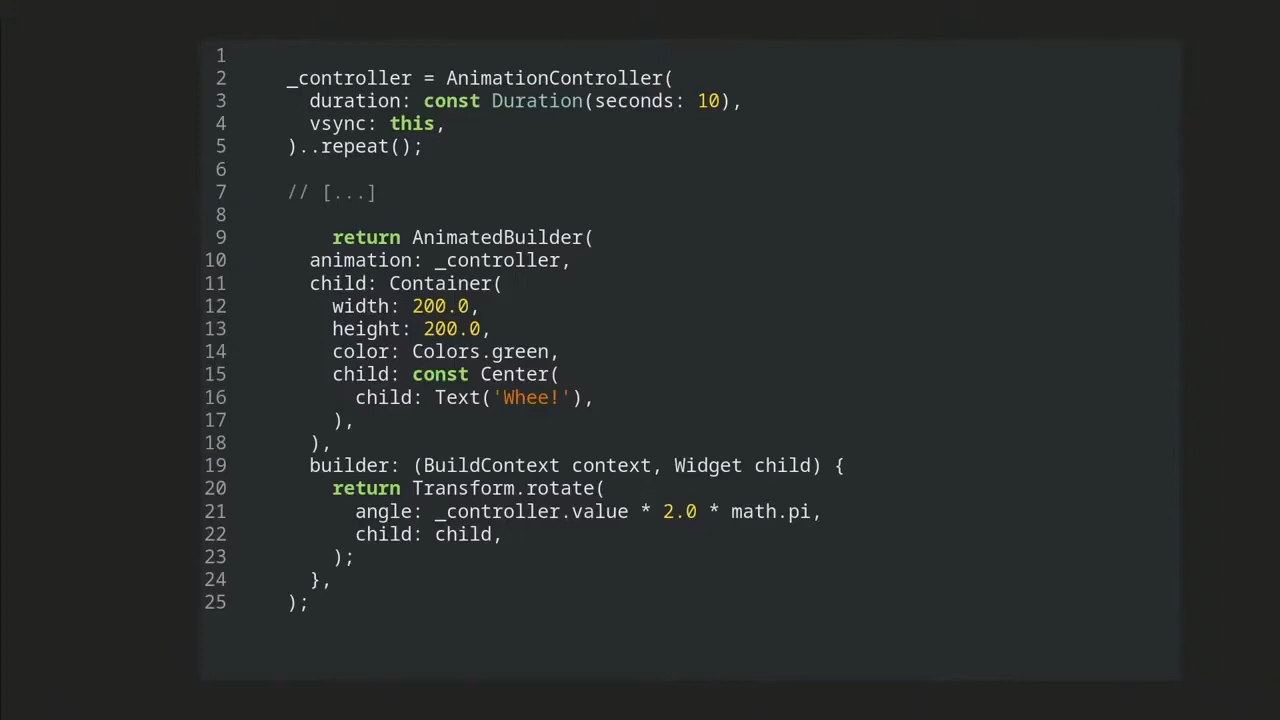 1
2 _controller = AnimationController(
3 duration: const Duration(seconds: 10),
4 vsync: this,
5 )..repeat();
6
7 // [...]
8
9 return AnimatedBuilder(
10 animation: _controller,
11 child: Container(
12 width: 200.0,
13 height: 200.0,
14 color: Colors.green,
15 child: const Center(
16 child: Text('Whee!'),
17 ),
18 ),
19 builder: (BuildContext context, Widget child) {
20 return Transform.rotate(
21 angle: _controller.value * 2.0 * math.pi,
22 child: child,
23 );
24 },
25 );